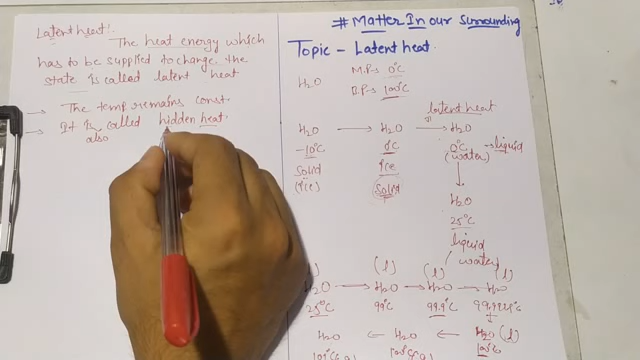 Latent heat:
The heat energy which
has to be supplied to change the
state is called latent heat
→ The temp remains const.
→ It is called hidden heat.
also
# Matter In our Surrounding
Topic - Latent heat.
H₂O M.P→ 0°C
B.P→ 100°C
latent heat
H₂O → H₂O → H₂O
-10°C 0°C 0°C → liquid
Solid Ice (water)
(Ice) Solid
H₂O
25°C
liquid
water
(l) (l) (l)
H₂O → H₂O → H₂O → H₂O
25°C 99°C 99.9°C
H₂O ← H₂O ← H₂O (l)
100°C